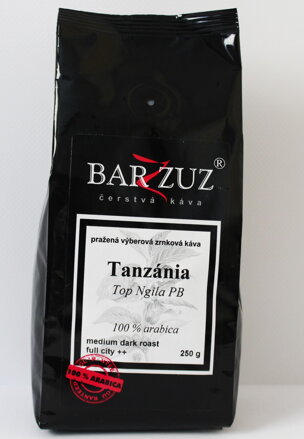 BARZUZ®
čerstvá káva
pražená výberová zrnková káva
Tanzánia
Top Ngila PB
100 % arabica
medium dark roast
full city ++
250 g
100 % ARABICA